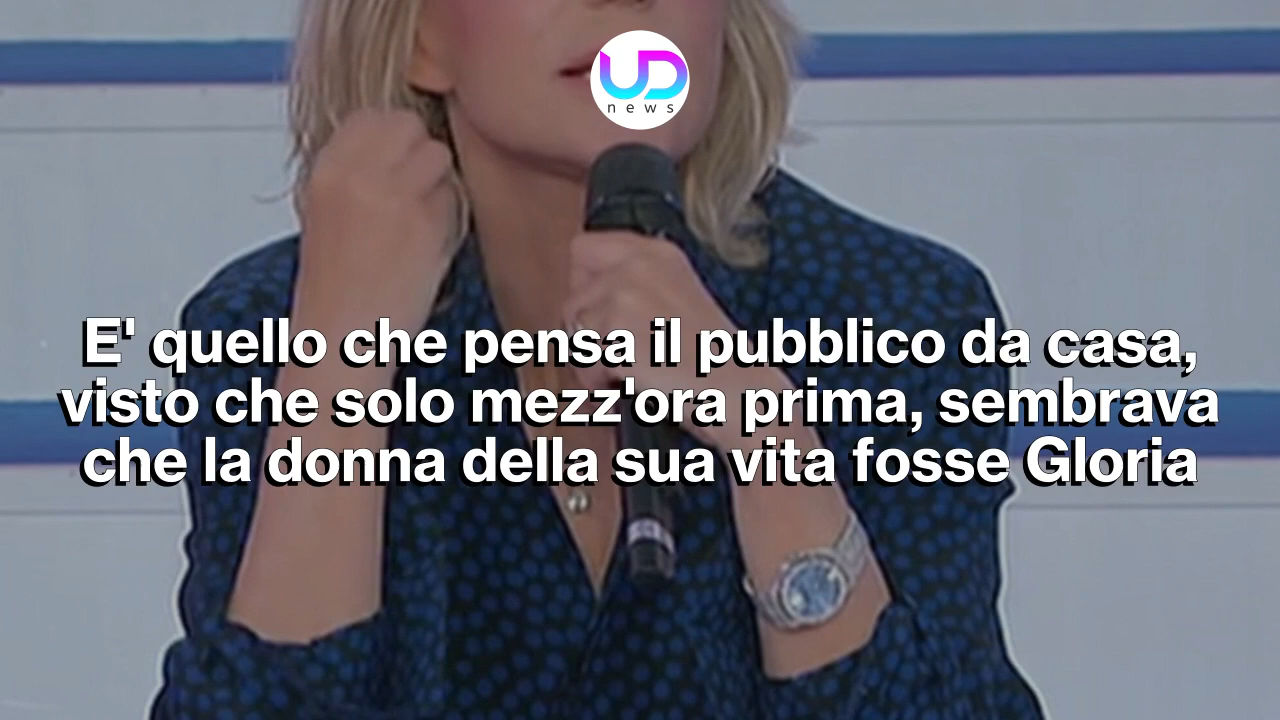 UD
news
E' quello che pensa il pubblico da casa,
visto che solo mezz'ora prima, sembrava
che la donna della sua vita fosse Gloria